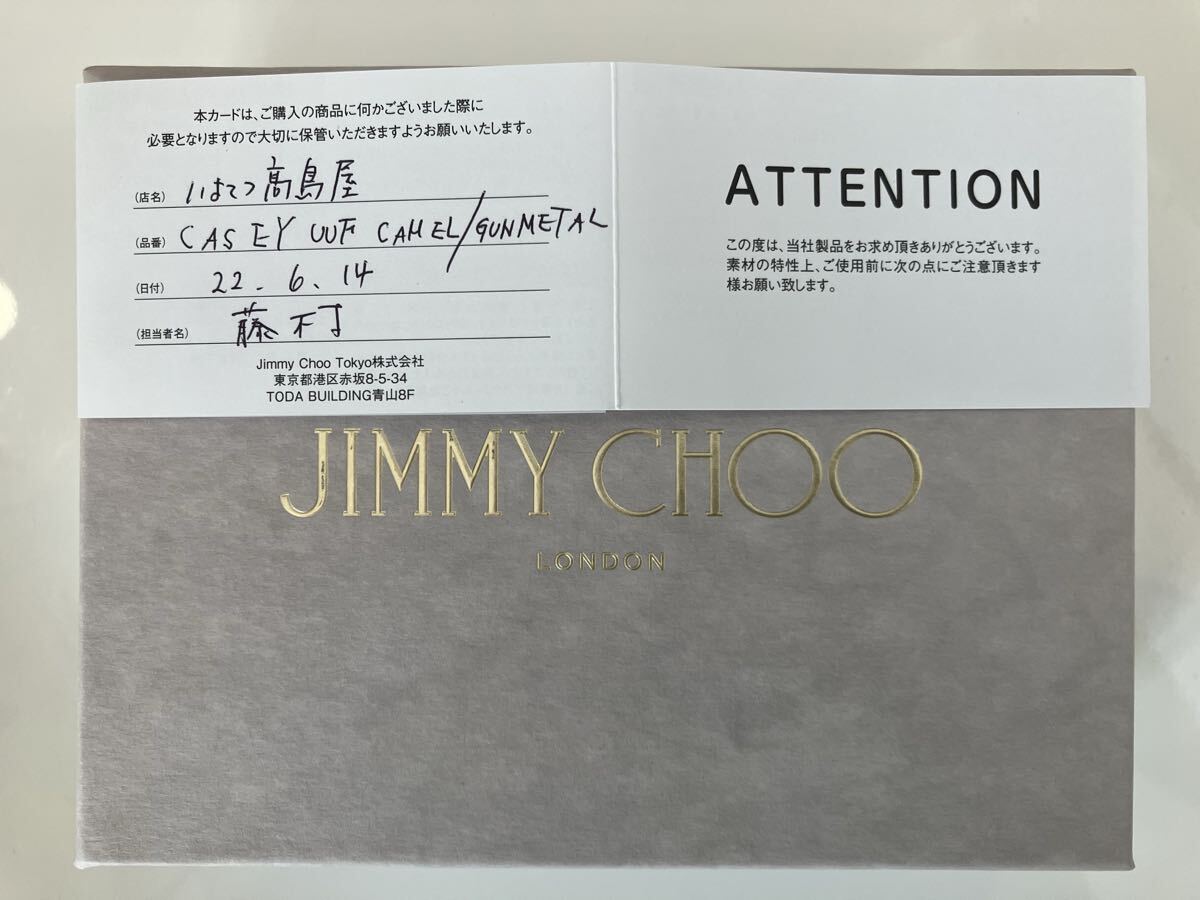 本カードは、ご購入の商品に何かございました際に
必要となりますので大切に保管いただきますようお願いいたします。
(店名) いよてつ高島屋
(品番) CASEY UUF CAMEL/GUNMETAL
(日付) 22.6.14
(担当者名) 藤
Jimmy Choo Tokyo株式会社
東京都港区赤坂8-5-34
TODA BUILDING青山8F
ATTENTION
この度は、当社製品をお求め頂きありがとうございます。
素材の特性上、ご使用前に次の点にご注意頂きます
様お願い致します。
JIMMY CHOO
LONDON